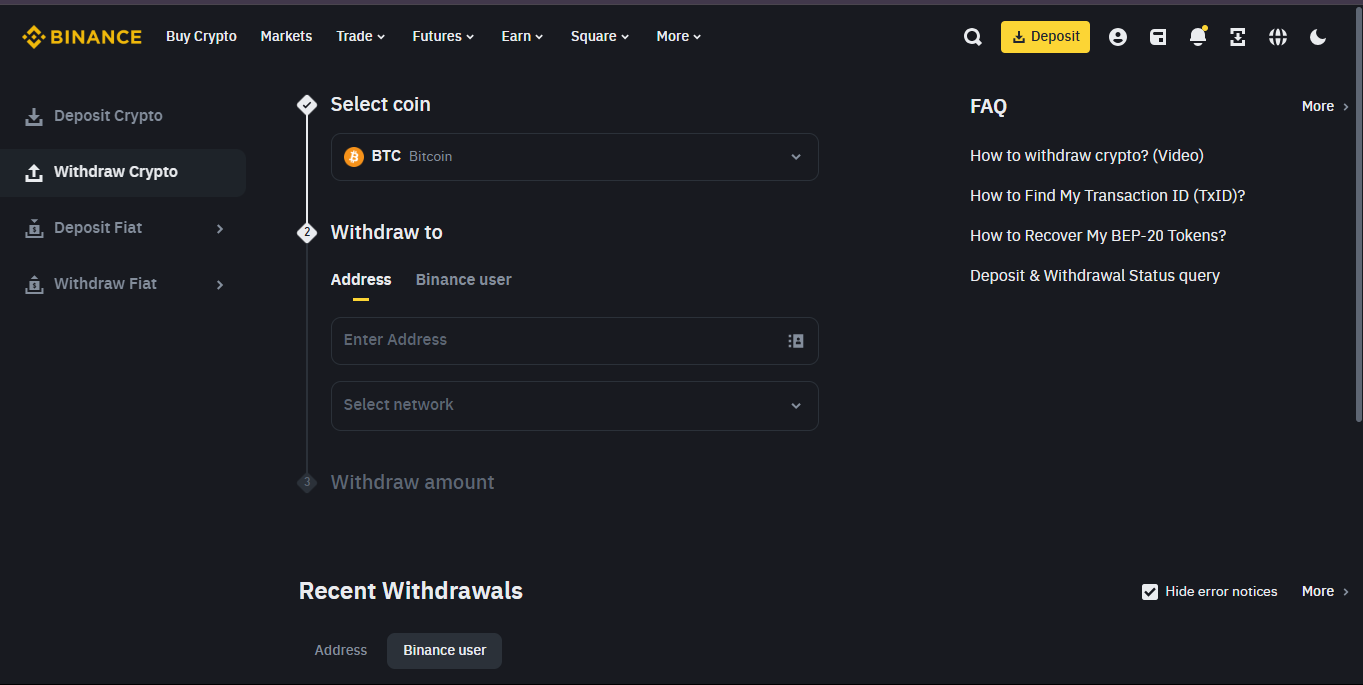 BINANCE Buy Crypto Markets Trade Futures Earn Square More Deposit
Deposit Crypto
Withdraw Crypto
Deposit Fiat
Withdraw Fiat
Select coin
BTC Bitcoin
2 Withdraw to
Address Binance user
Enter Address
Select network
3 Withdraw amount
FAQ More
How to withdraw crypto? (Video)
How to Find My Transaction ID (TxID)?
How to Recover My BEP-20 Tokens?
Deposit & Withdrawal Status query
Recent Withdrawals Hide error notices More
Address Binance user